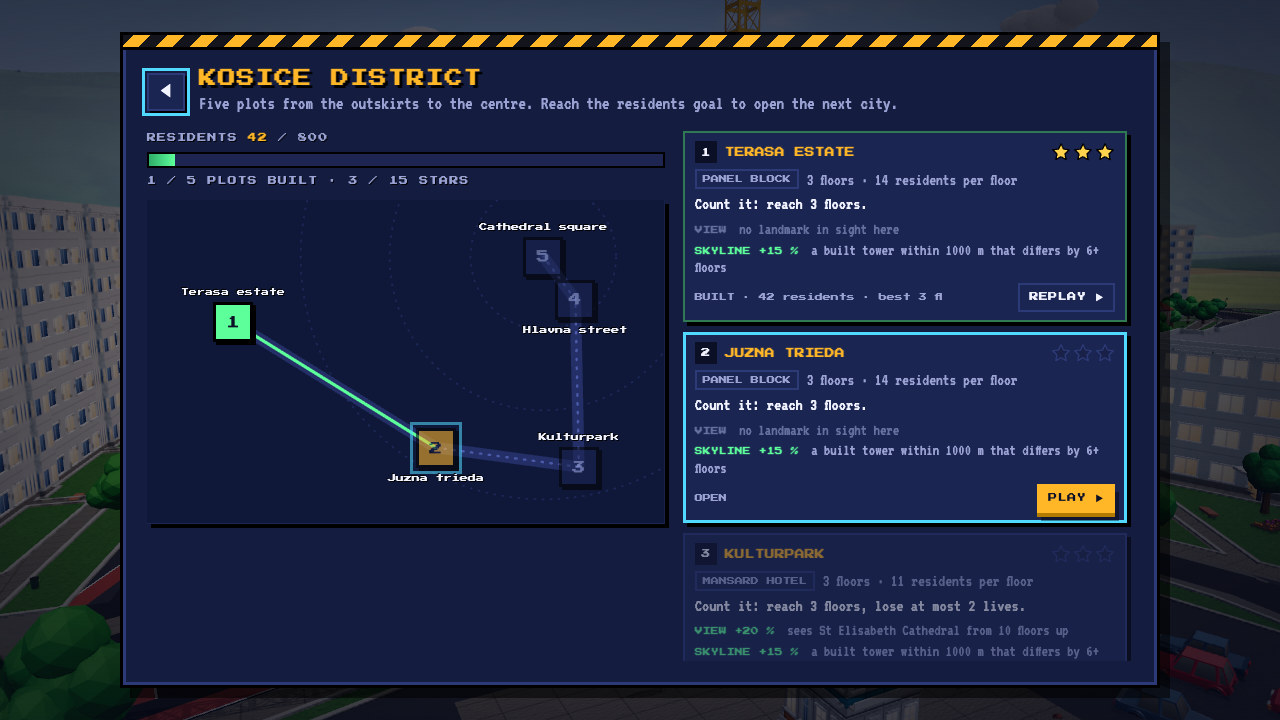 KOSICE DISTRICT
Five plots from the outskirts to the centre. Reach the residents goal to open the next city.
RESIDENTS 42 / 800
1 / 5 PLOTS BUILT · 3 / 15 STARS
Cathedral square
5
4
Terasa estate
1
Hlavna street
Kulturpark
2
3
Juzna trieda
1 TERASA ESTATE
PANEL BLOCK 3 floors · 14 residents per floor
Count it: reach 3 floors.
VIEW no landmark in sight here
SKYLINE +15 % a built tower within 1000 m that differs by 6+
floors
BUILT · 42 residents · best 3 fl
REPLAY ▶
2 JUZNA TRIEDA
PANEL BLOCK 3 floors · 14 residents per floor
Count it: reach 3 floors.
VIEW no landmark in sight here
SKYLINE +15 % a built tower within 1000 m that differs by 6+
floors
OPEN
PLAY ▶
3 KULTURPARK
MANSARD HOTEL 3 floors · 11 residents per floor
Count it: reach 3 floors, lose at most 2 lives.
VIEW +20 % sees St Elisabeth Cathedral from 10 floors up
SKYLINE +15 % a built tower within 1000 m that differs by 6+